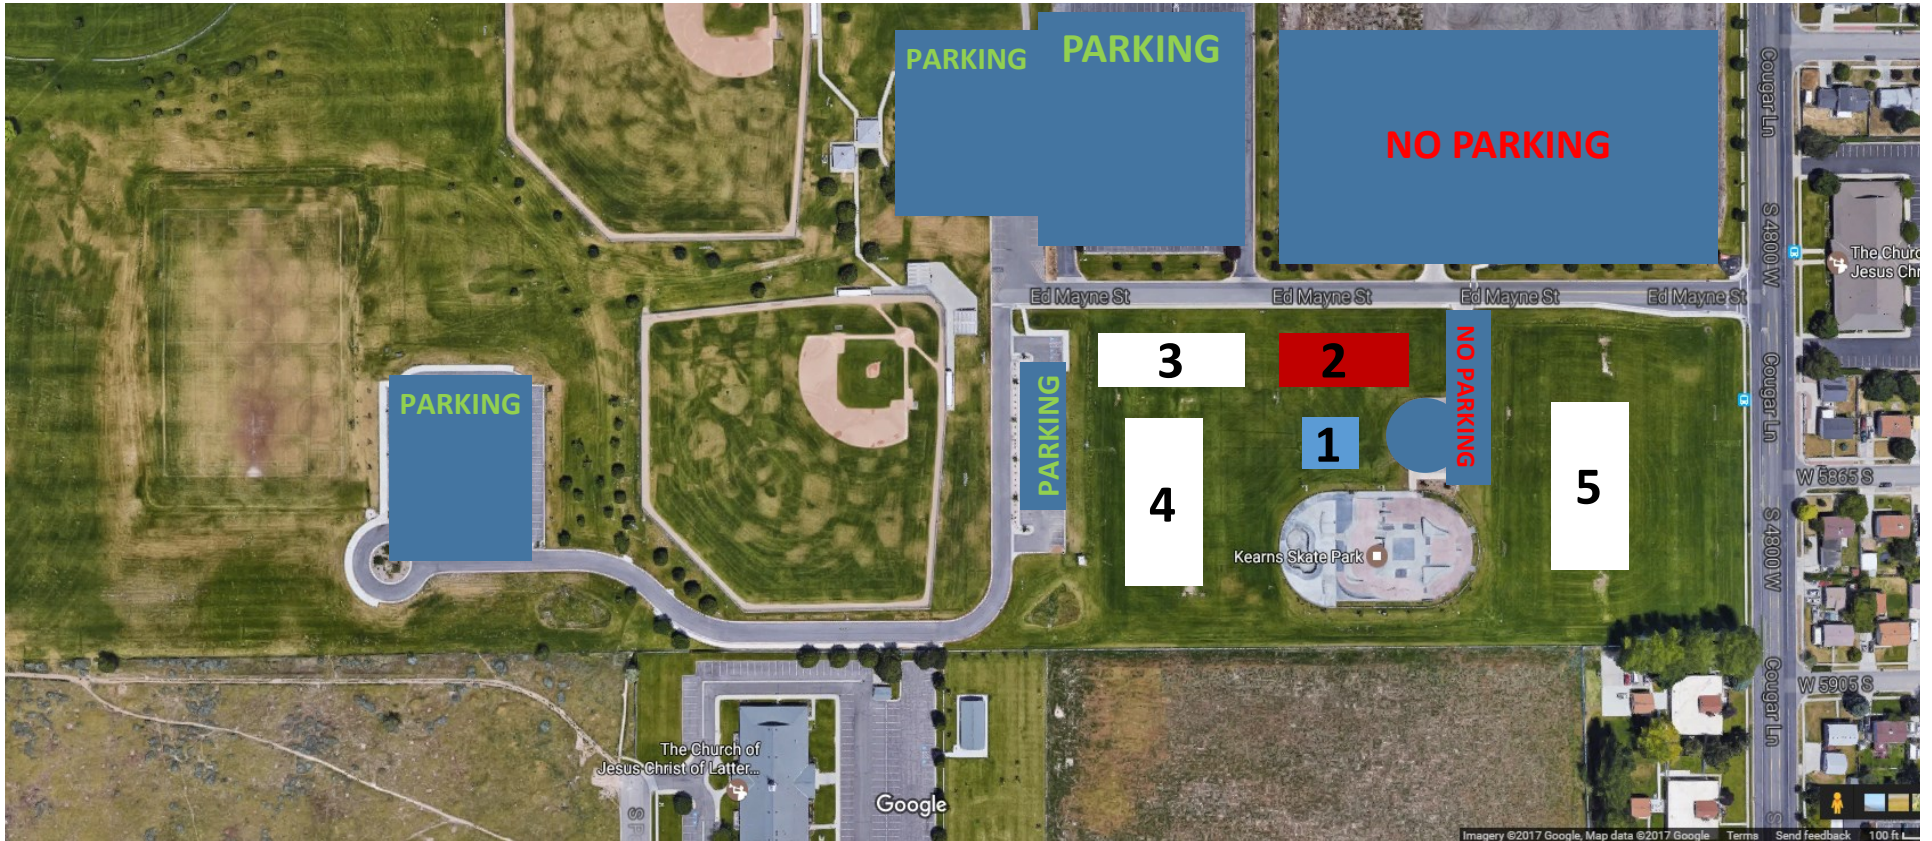 PARKING
PARKING
NO PARKING
Cougar Ln
S 4800 W
The Churc
Jesus Chr
Ed Mayne St
Ed Mayne St
Ed Mayne St
Ed Mayne St
3
2
NO PARKING
PARKING
PARKING
1
4
5
Cougar Ln
W 5865 S
S 4800 W
Kearns Skate Park
Cougar Ln
W 5905 S
The Church of
Jesus Christ of Latter...
Google
S P
S
Imagery ©2017 Google, Map data ©2017 Google Terms Send feedback 100 ft